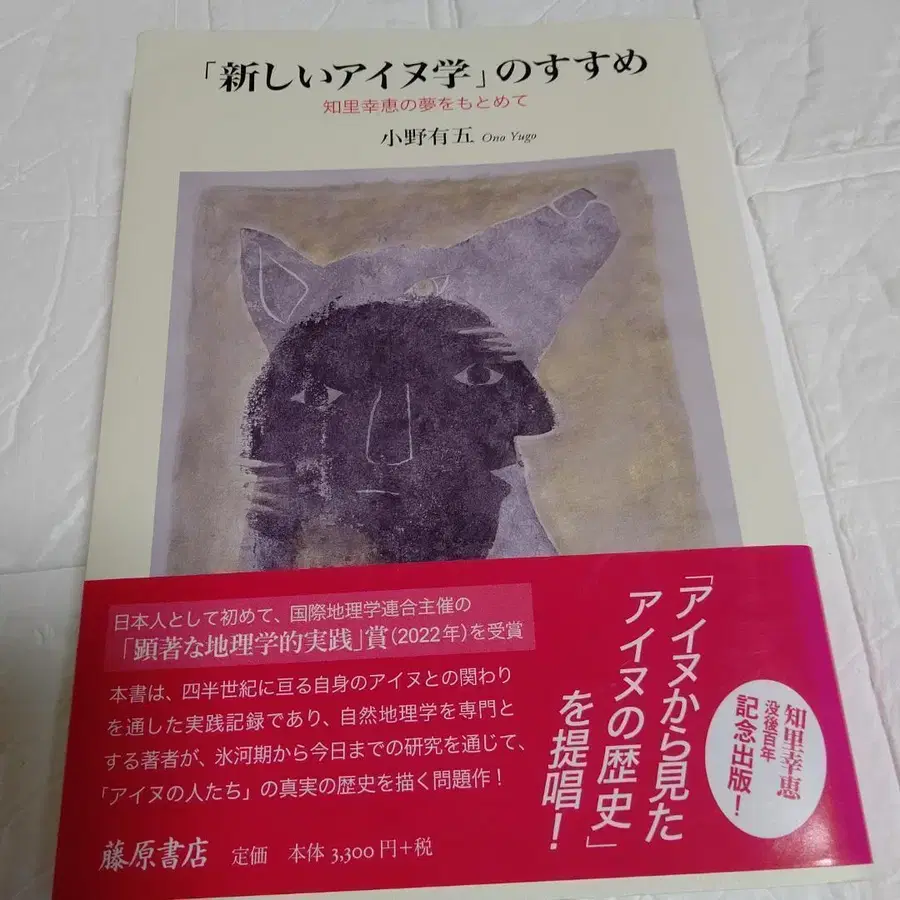 「新しいアイヌ学」のすすめ
知里幸恵の夢をもとめて
小野有五 Ono Yugo
日本人として初めて、国際地理学連合主催の
「顕著な地理学的実践」賞(2022年)を受賞
本書は、四半世紀に亘る自身のアイヌとの関わり
を通した実践記録であり、自然地理学を専門と
する著者が、氷河期から今日までの研究を通じて、
「アイヌの人たち」の真実の歴史を描く問題作！
藤原書店 定価 本体 3,300円+税
「アイヌから見た
アイヌの歴史」
を提唱！
知里幸恵
没後百年
記念出版！